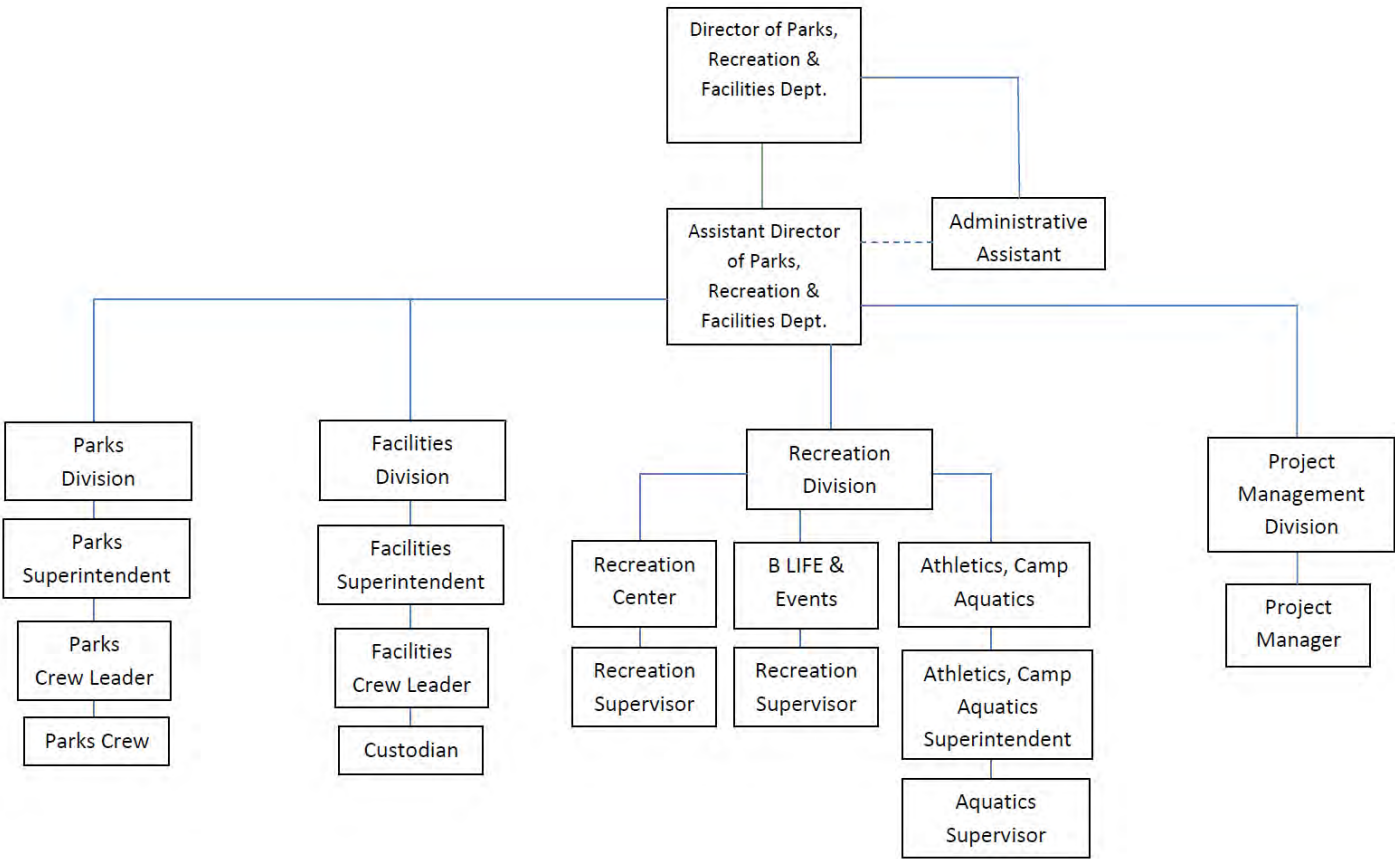 Director of Parks,
Recreation &
Facilities Dept.
Administrative
Assistant
Assistant Director
of Parks,
Recreation &
Facilities Dept.
Parks
Division
Parks
Superintendent
Parks
Crew Leader
Parks Crew
Facilities
Division
Facilities
Superintendent
Facilities
Crew Leader
Custodian
Recreation
Division
Recreation
Center
Recreation
Supervisor
B LIFE &
Events
Recreation
Supervisor
Athletics, Camp
Aquatics
Athletics, Camp
Aquatics
Superintendent
Aquatics
Supervisor
Project
Management
Division
Project
Manager